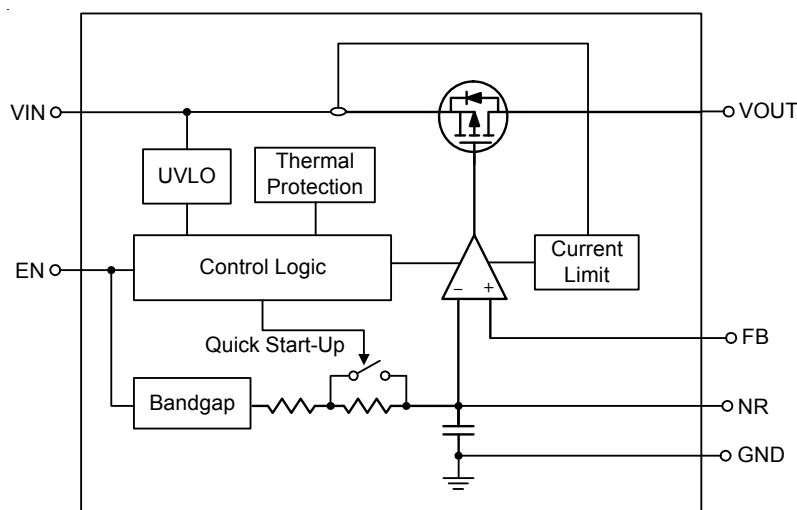 VIN
VOUT
UVLO
Thermal
Protection
EN
Control Logic
Current
Limit
− +
Quick Start-Up
FB
Bandgap
NR
GND